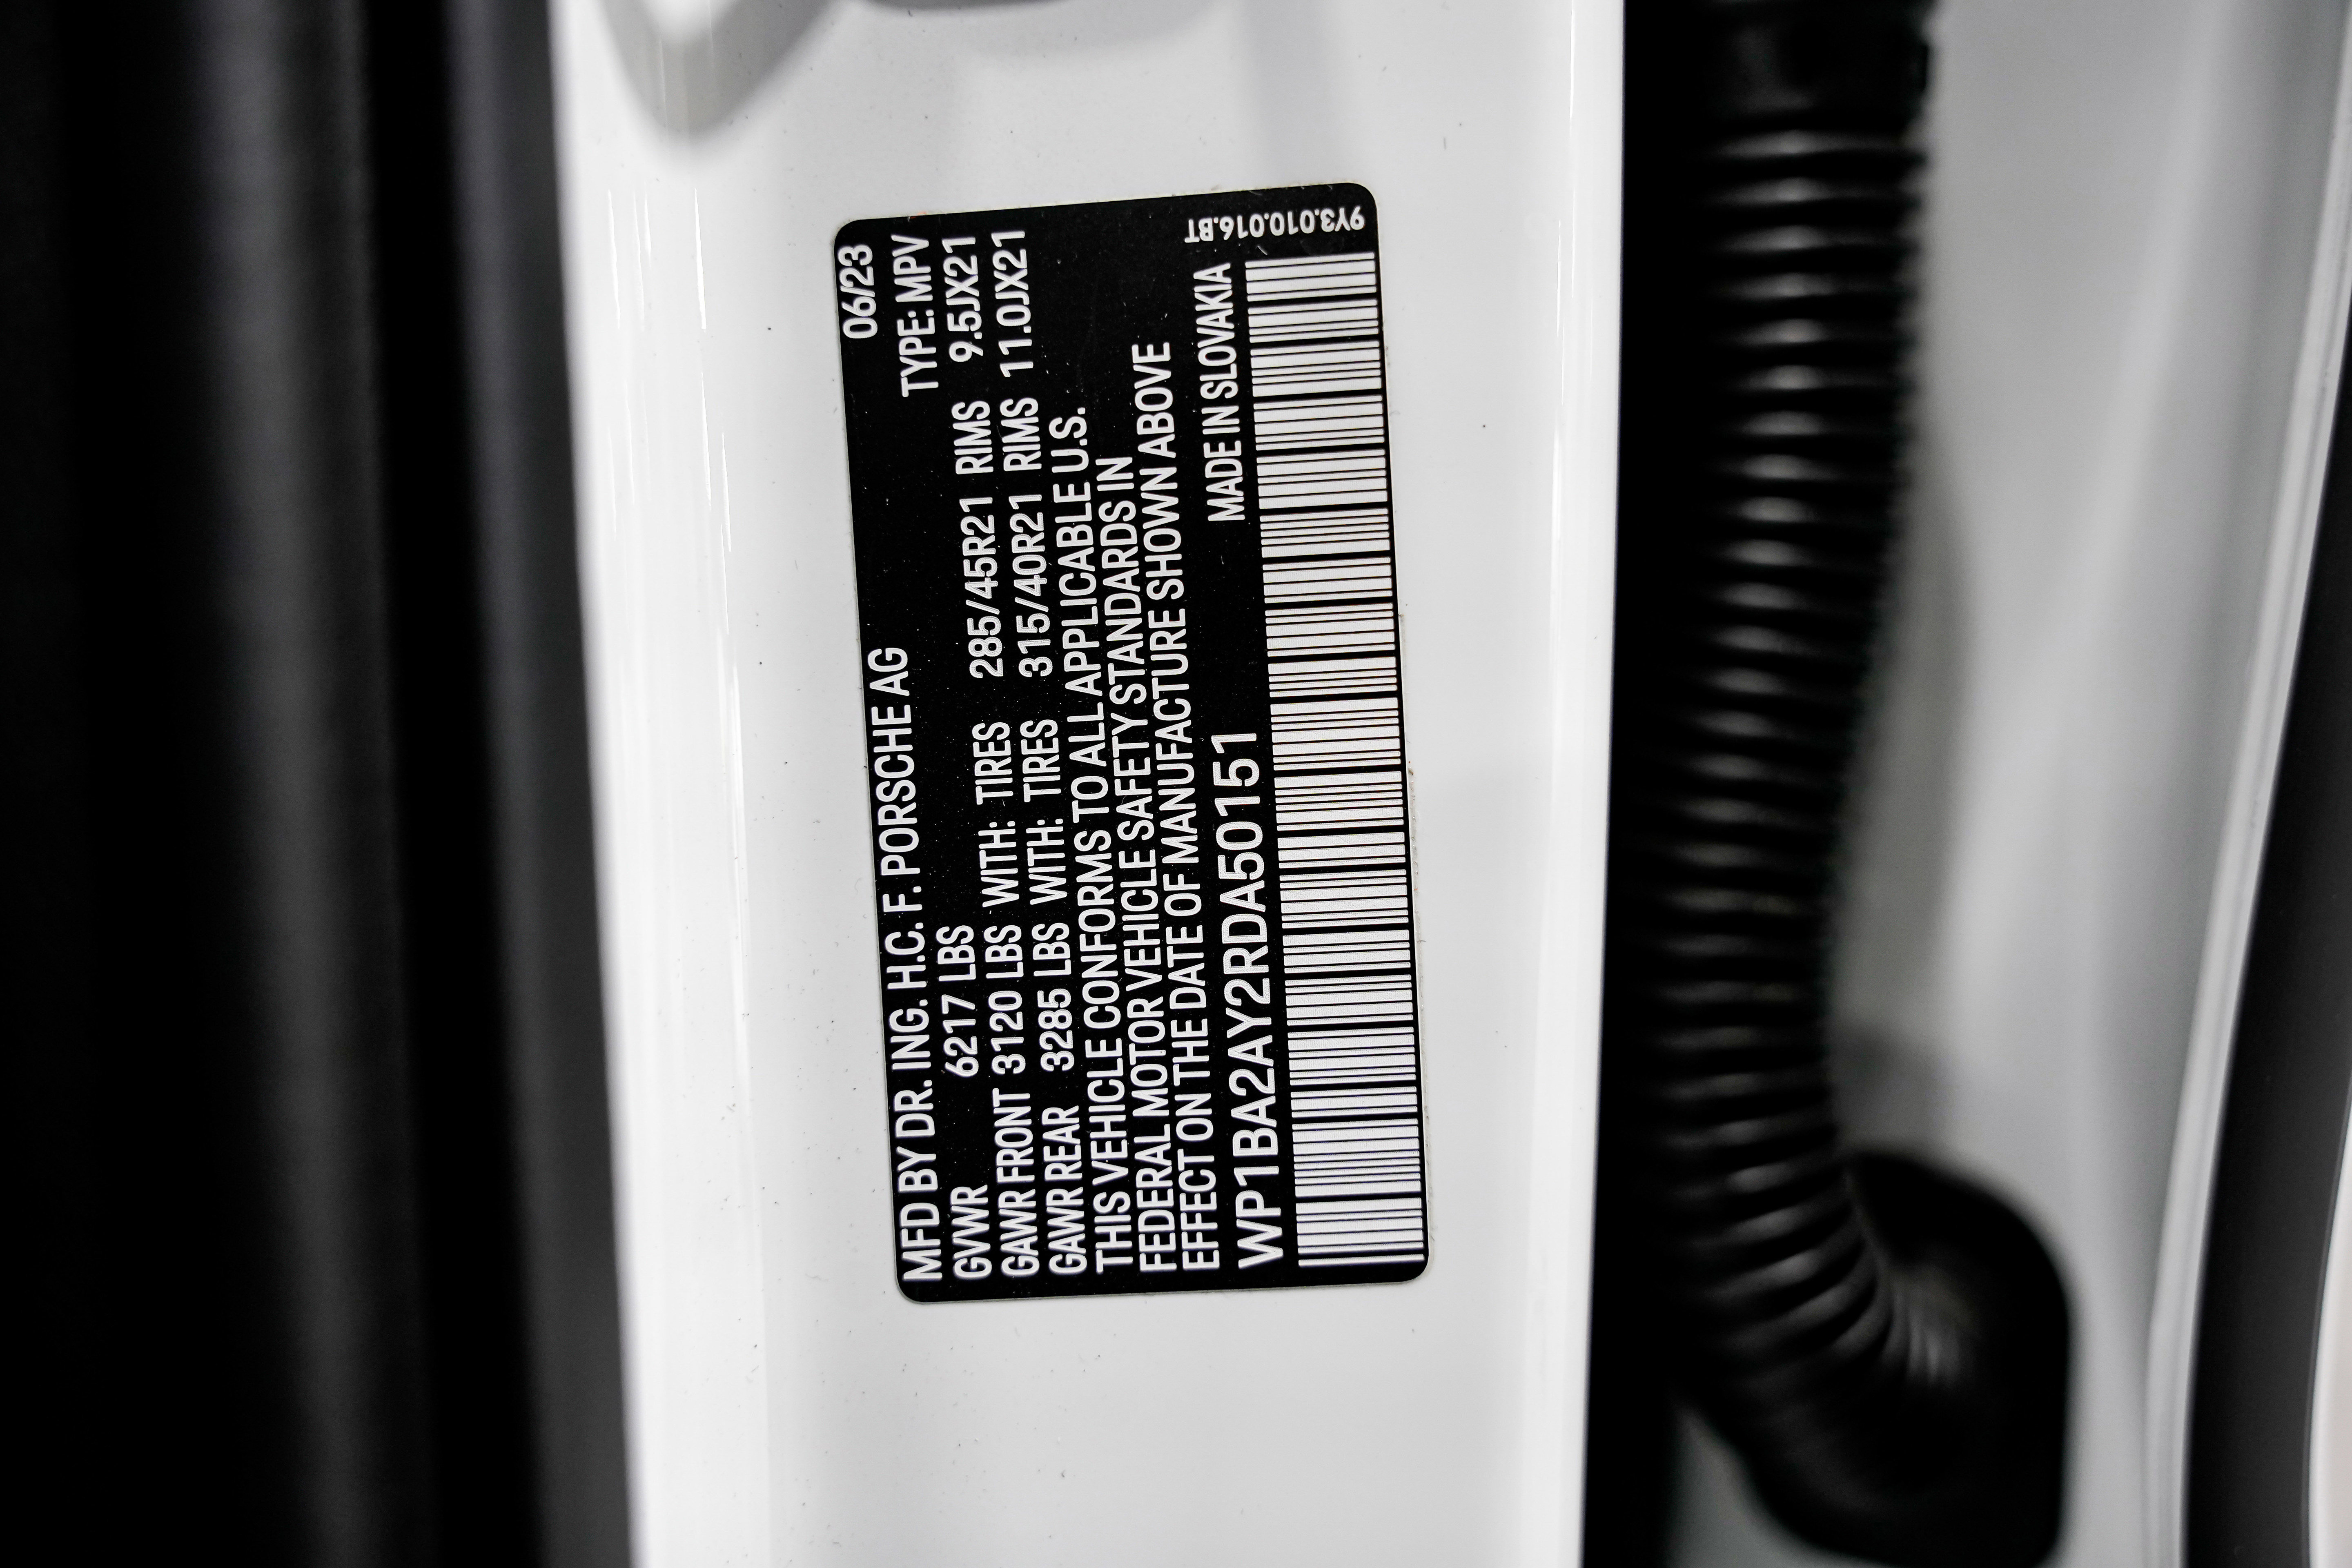 MFD BY DR. ING. H.C. F. PORSCHE AG 06/23
GVWR 6217 LBS TYPE: MPV
GAWR FRONT 3120 LBS WITH: TIRES 285/45R21 RIMS 9.5JX21
GAWR REAR 3285 LBS WITH: TIRES 315/40R21 RIMS 11.0JX21
THIS VEHICLE CONFORMS TO ALL APPLICABLE U.S.
FEDERAL MOTOR VEHICLE SAFETY STANDARDS IN
EFFECT ON THE DATE OF MANUFACTURE SHOWN ABOVE
WP1BA2AY2RDA50151 MADE IN SLOVAKIA
9Y3.010.016.BT